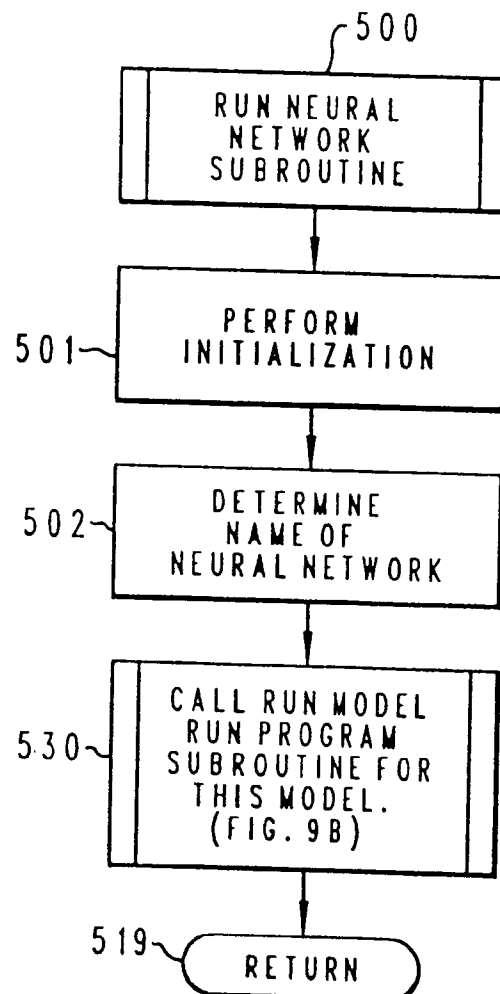 500
RUN NEURAL
NETWORK
SUBROUTINE
501
PERFORM
INITIALIZATION
502
DETERMINE
NAME OF
NEURAL NETWORK
530
CALL RUN MODEL
RUN PROGRAM
SUBROUTINE FOR
THIS MODEL.
(FIG. 9B)
519
RETURN